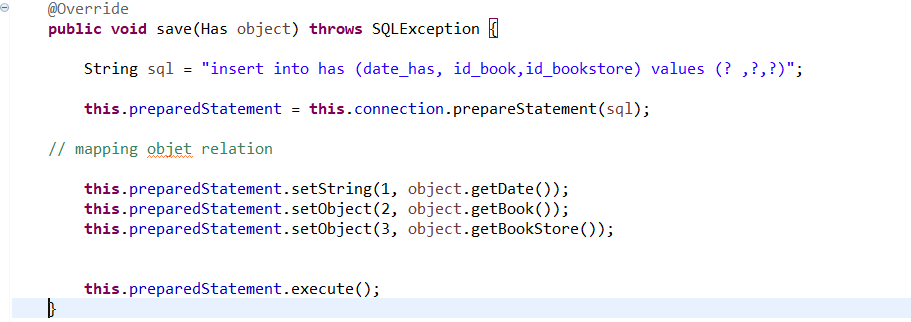 @Override
public void save(Has object) throws SQLException {
String sql = "insert into has (date_has, id_book,id_bookstore) values (? ,?,?)";
this.preparedStatement = this.connection.prepareStatement(sql);
// mapping objet relation
this.preparedStatement.setString(1, object.getDate());
this.preparedStatement.setObject(2, object.getBook());
this.preparedStatement.setObject(3, object.getBookStore());
this.preparedStatement.execute();
}